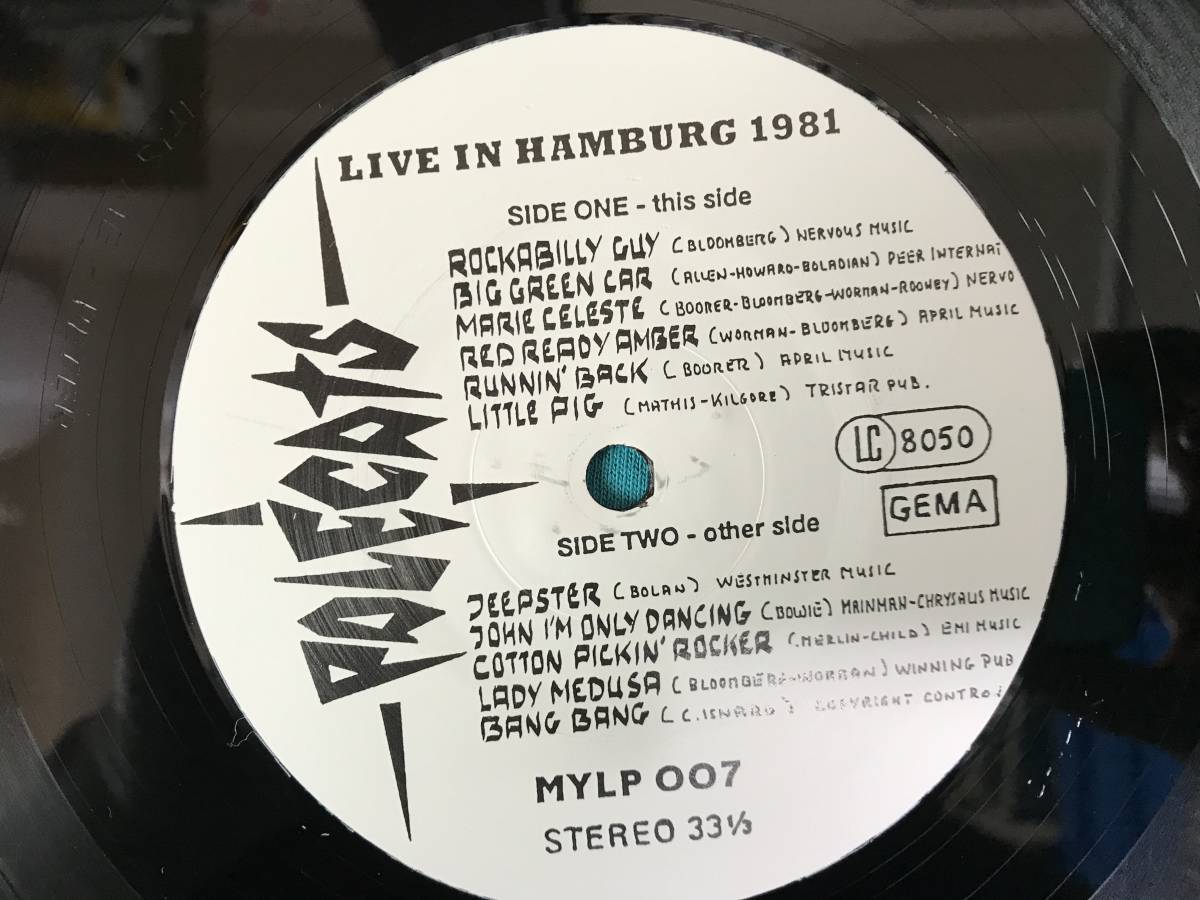 LIVE IN HAMBURG 1981
POLECATS
SIDE ONE - this side
ROCKABILLY GUY (BLOOMBERG) NERVOUS MUSIC
BIG GREEN CAR (ALLEN-HOWARD-BOLADIAN) PEER INTERNAT
MARIE CELESTE (BOORER-BLOOMBERG-WORMAN-ROONEY) NERVO
RED READY AMBER (WORMAN-BLOOMBERG) APRIL MUSIC
RUNNIN' BACK (BOORER) APRIL MUSIC
LITTLE PIG (MATHIS-KILGORE) TRISTAR PUB.
LC 8050
GEMA
SIDE TWO - other side
JEEPSTER (BOLAN) WESTMINSTER MUSIC
JOHN I'M ONLY DANCING (BOWIE) MAINMAN-CHRYSALIS MUSIC
COTTON PICKIN' ROCKER (MERLIN-CHILD) EMI MUSIC
LADY MEDUSA (BLOOMBERG-WORMAN) WINNING PUB
BANG BANG (C.ISNARD) COPYRIGHT CONTROL
MYLP 007
STEREO 33⅓